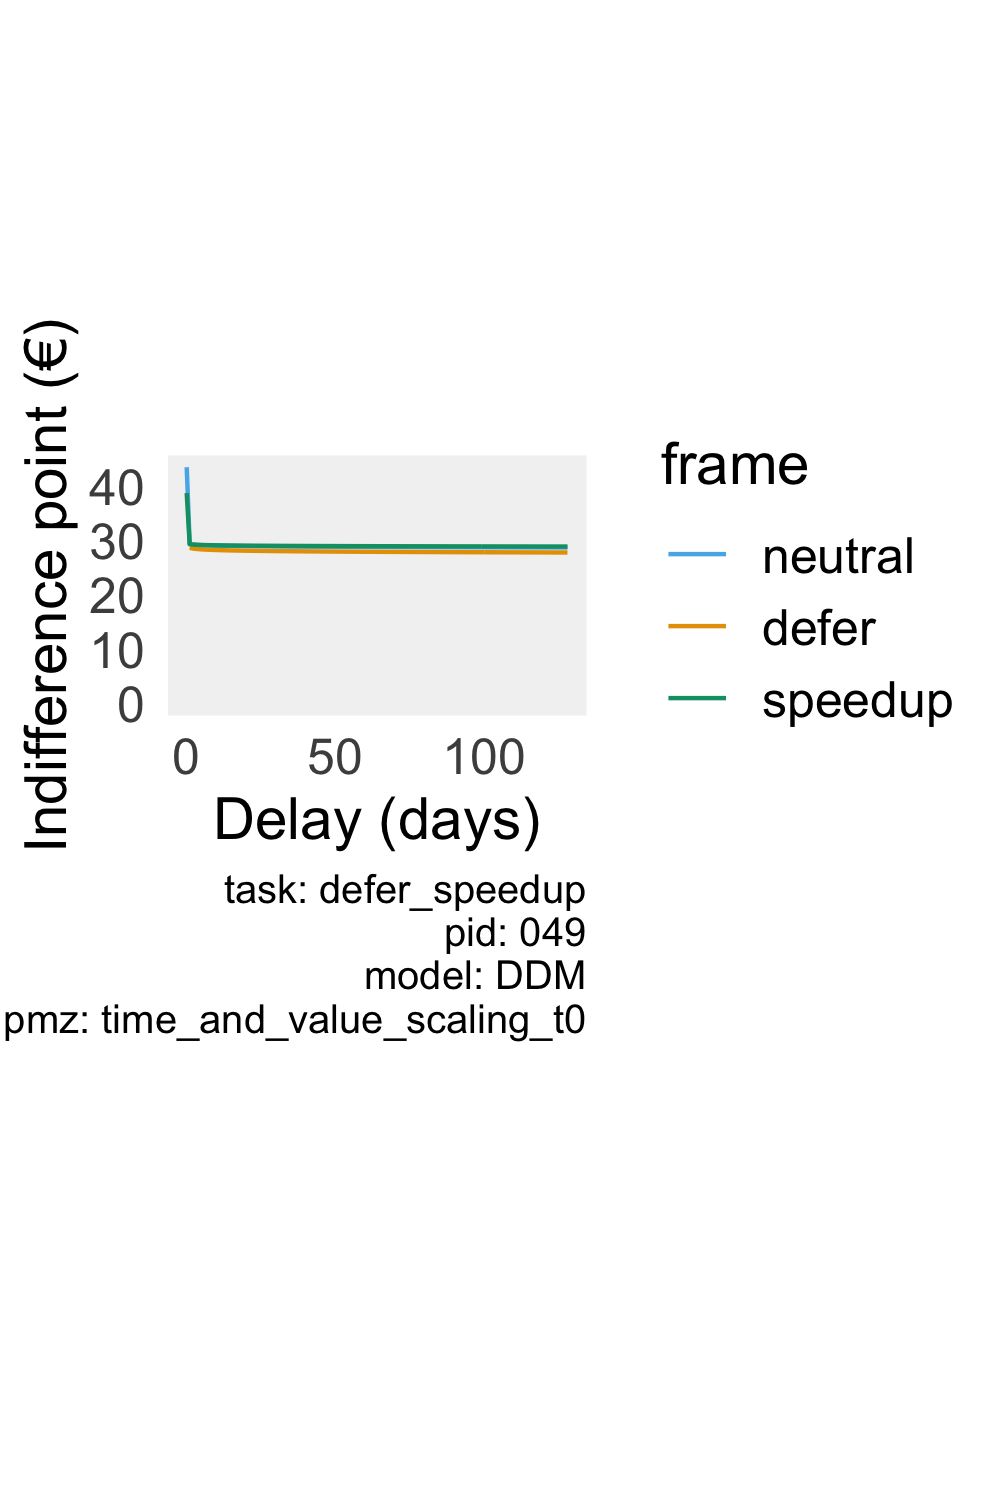 Indifference point (€)
40
30
20
10
0
0 50 100
Delay (days)
frame
neutral
defer
speedup
task: defer_speedup
pid: 049
model: DDM
pmz: time_and_value_scaling_t0